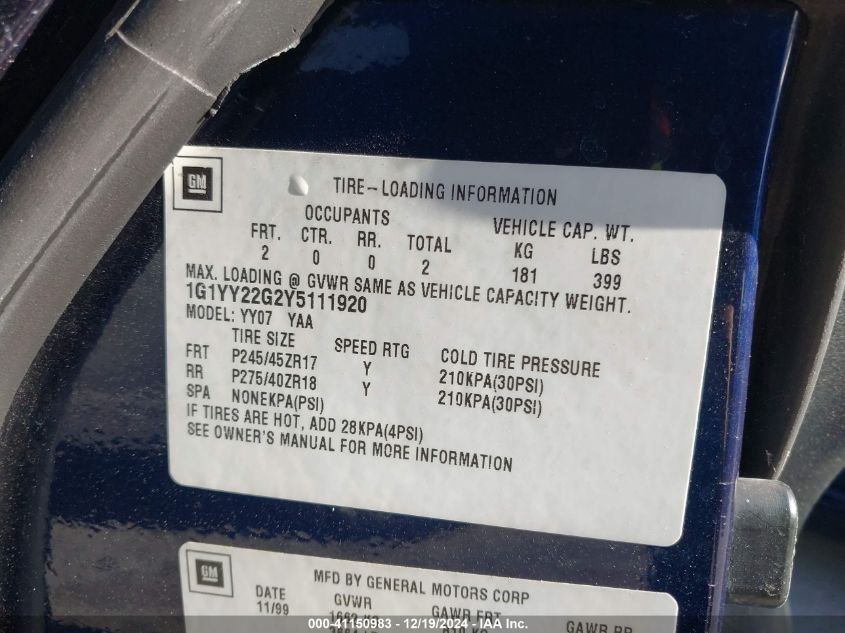 GM
TIRE-LOADING INFORMATION
OCCUPANTS VEHICLE CAP. WT.
FRT. CTR. RR. TOTAL KG LBS
2 0 0 2 181 399
MAX. LOADING @ GVWR SAME AS VEHICLE CAPACITY WEIGHT.
1G1YY22G2Y5111920
MODEL: YY07 YAA
TIRE SIZE SPEED RTG COLD TIRE PRESSURE
FRT P245/45ZR17 Y 210KPA(30PSI)
RR P275/40ZR18 Y 210KPA(30PSI)
SPA NONEKPA(PSI)
IF TIRES ARE HOT, ADD 28KPA(4PSI)
SEE OWNER'S MANUAL FOR MORE INFORMATION
GM
MFD BY GENERAL MOTORS CORP
DATE GVWR GAWR FRT GAWR RR
11/99
000-41150983 - 12/19/2024 - © IAA, Inc.